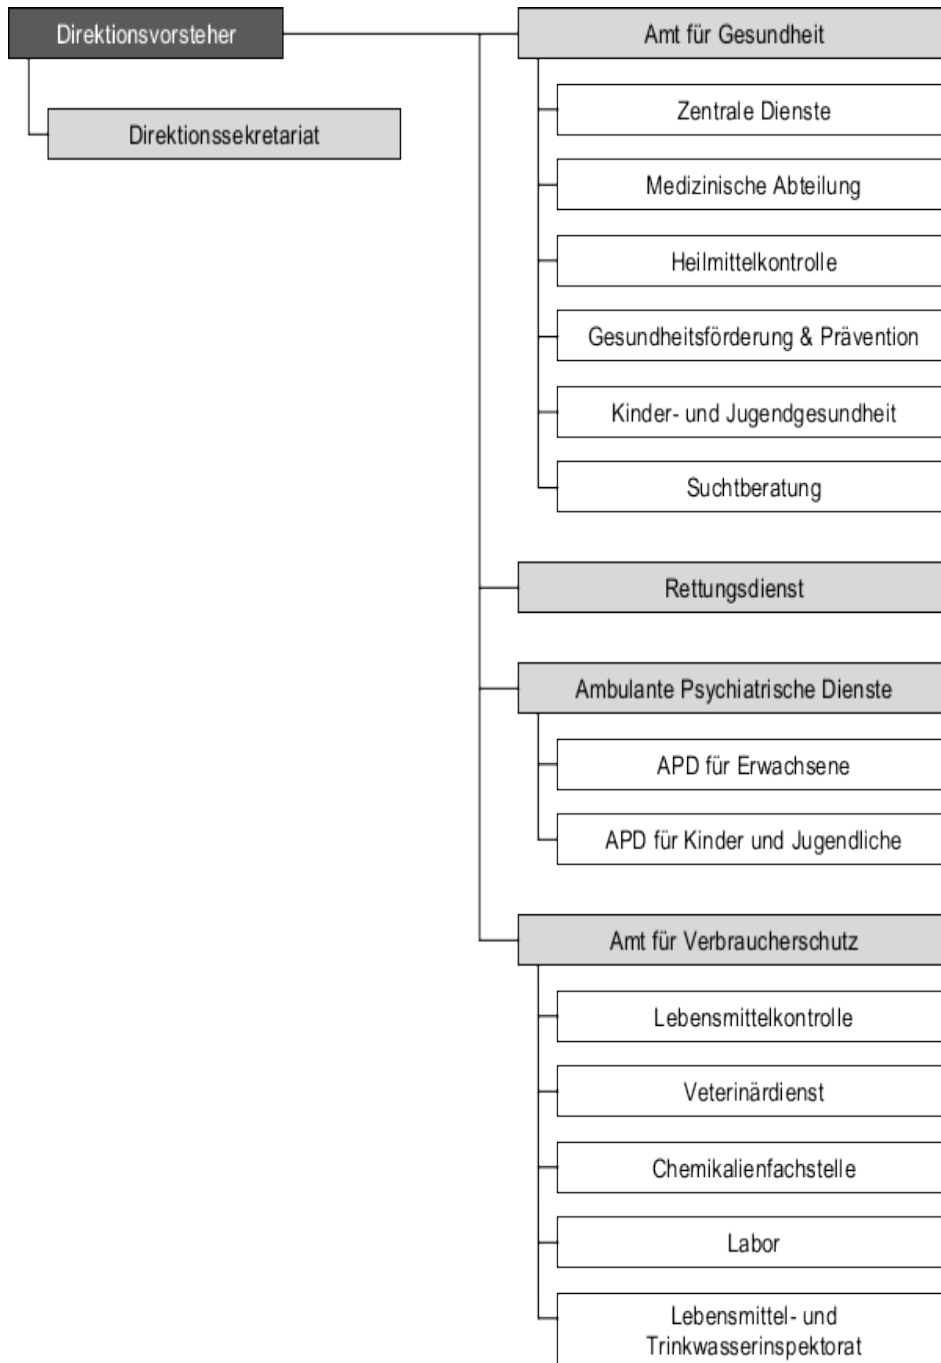 Direktionsvorsteher
Direktionssekretariat
Amt für Gesundheit
Zentrale Dienste
Medizinische Abteilung
Heilmittelkontrolle
Gesundheitsförderung & Prävention
Kinder- und Jugendgesundheit
Suchtberatung
Rettungsdienst
Ambulante Psychiatrische Dienste
APD für Erwachsene
APD für Kinder und Jugendliche
Amt für Verbraucherschutz
Lebensmittelkontrolle
Veterinärdienst
Chemikalienfachstelle
Labor
Lebensmittel- und
Trinkwasserinspektorat